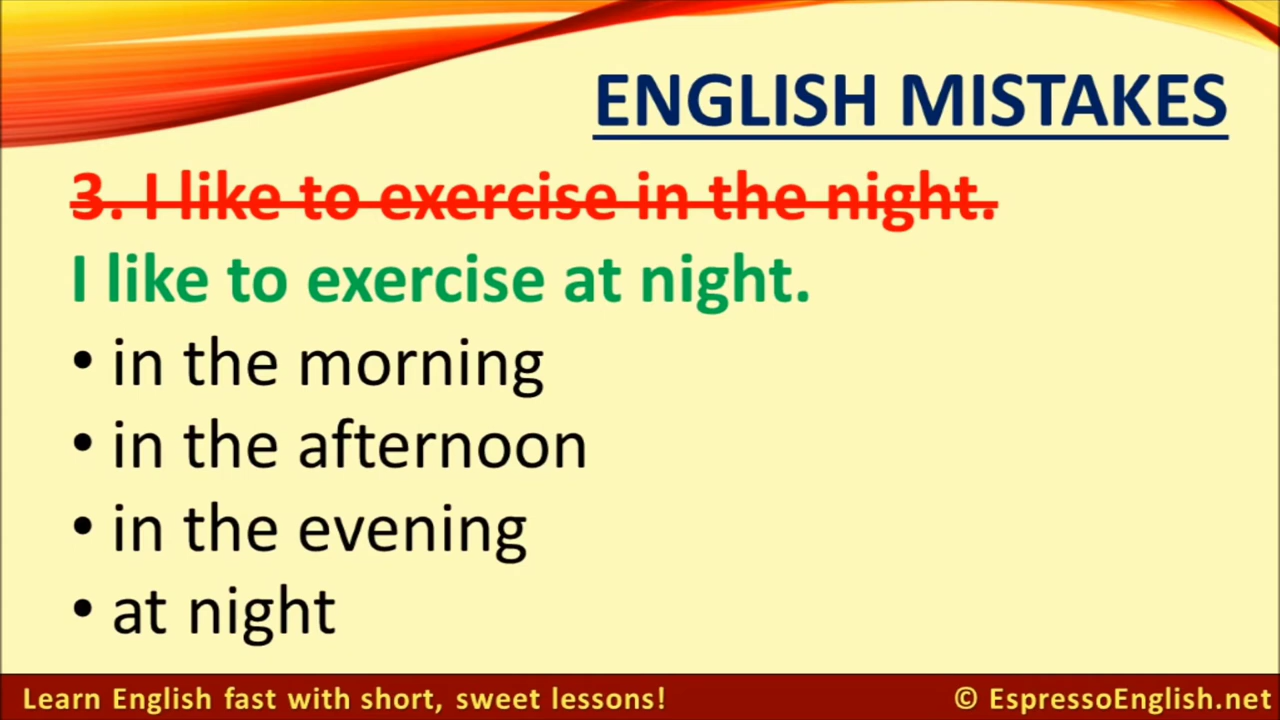 ENGLISH MISTAKES
3. I like to exercise in the night.
I like to exercise at night.
• in the morning
• in the afternoon
• in the evening
• at night
Learn English fast with short, sweet lessons!
© EspressoEnglish.net